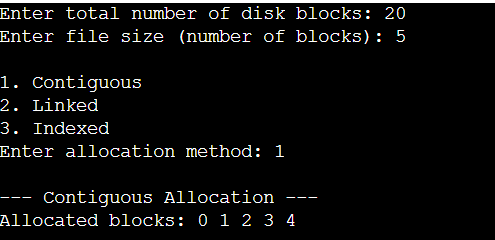 Enter total number of disk blocks: 20
Enter file size (number of blocks): 5
1. Contiguous
2. Linked
3. Indexed
Enter allocation method: 1
--- Contiguous Allocation ---
Allocated blocks: 0 1 2 3 4